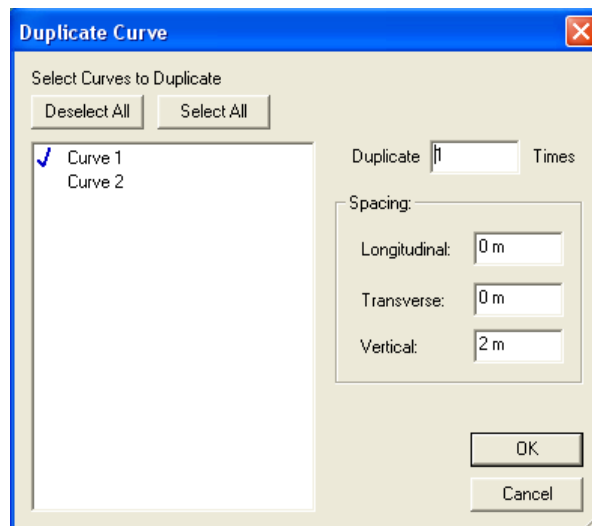 Duplicate Curve
Select Curves to Duplicate
Deselect All
Select All
Curve 1
Curve 2
Duplicate 1 Times
Spacing:
Longitudinal: 0 m
Transverse: 0 m
Vertical: 2 m
OK
Cancel